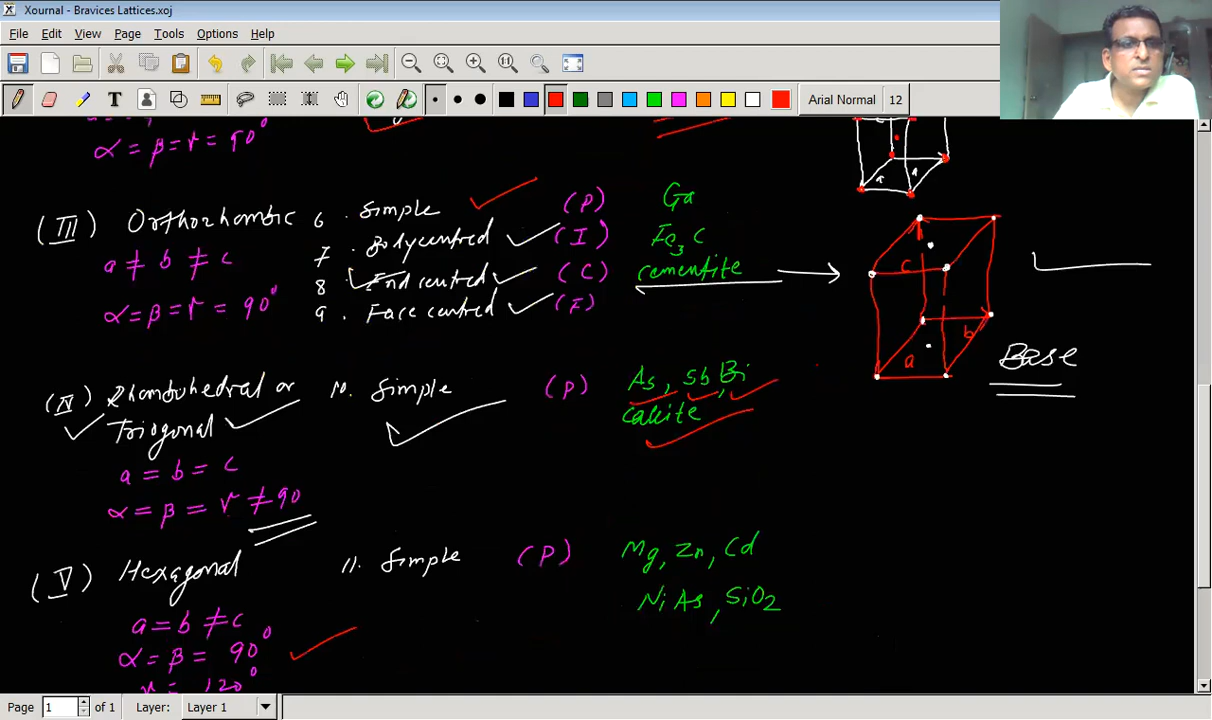 Xournal - Bravices Lattices.xoj
File Edit View Page Tools Options Help
Arial Normal 12
α = β = r = 90°
a a
(III) Orthorhombic 6 . Simple (P) Ga
a ≠ b ≠ c 7 . Bodycentred (I) Fe3C
8 . End centred (C) cementite
α = β = r = 90° 9 . Face centred (F)
c
b
a
Base
(IV) Rhombohedral or 10. Simple (P) As, Sb, Bi
Triogonal calcite
a = b = c
α = β = r ≠ 90
(V) Hexagonal 11. Simple (P) Mg, Zn, Cd
NiAs, SiO2
a = b ≠ c
α = β = 90°
r = 120°
Page 1 of 1 Layer: Layer 1